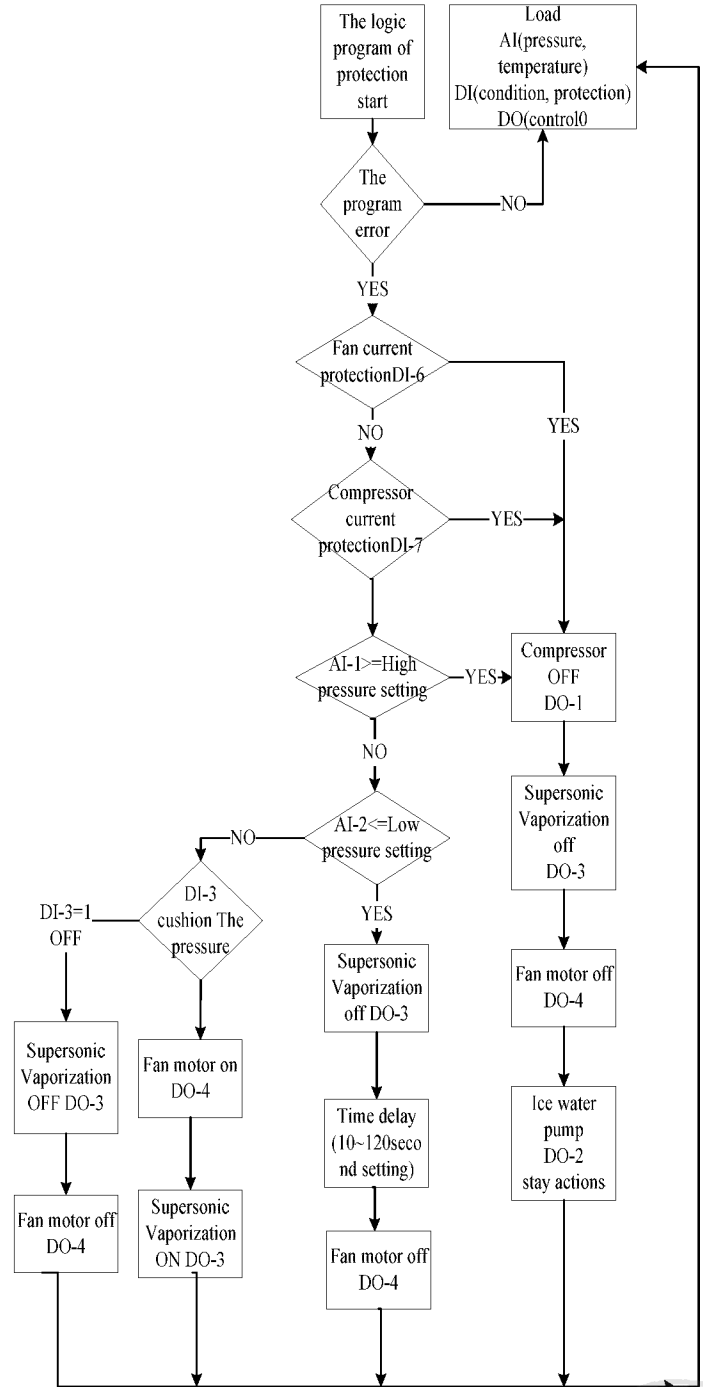 The logic
program of
protection
start
Load
AI(pressure,
temperature)
DI(condition, protection)
DO(control0
The
program
error
NO
YES
Fan current
protectionDI-6
YES
NO
Compressor
current
protectionDI-7
YES
AI-1>=High
pressure setting
YES
Compressor
OFF
DO-1
NO
AI-2<=Low
pressure setting
NO
Supersonic
Vaporization
off
DO-3
DI-3
cushion The
pressure
DI-3=1
OFF
YES
Supersonic
Vaporization
off DO-3
Fan motor off
DO-4
Supersonic
Vaporization
OFF DO-3
Fan motor on
DO-4
Time delay
(10~120seco
nd setting)
Ice water
pump
DO-2
stay actions
Fan motor off
DO-4
Supersonic
Vaporization
ON DO-3
Fan motor off
DO-4